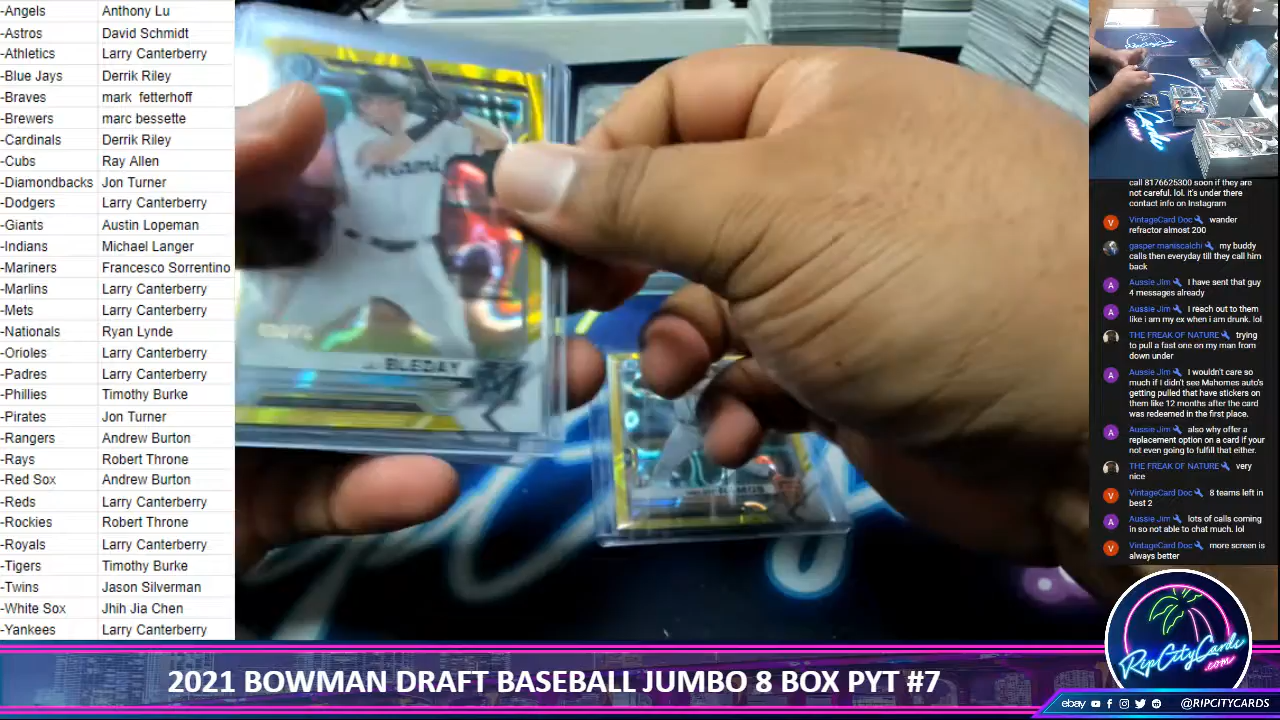 -Angels Anthony Lu
-Astros David Schmidt
-Athletics Larry Canterberry
-Blue Jays Derrik Riley
-Braves mark fetterhoff
-Brewers marc bessette
-Cardinals Derrik Riley
-Cubs Ray Allen
-Diamondbacks Jon Turner
-Dodgers Larry Canterberry
-Giants Austin Lopeman
-Indians Michael Langer
-Mariners Francesco Sorrentino
-Marlins Larry Canterberry
-Mets Larry Canterberry
-Nationals Ryan Lynde
-Orioles Larry Canterberry
-Padres Larry Canterberry
-Phillies Timothy Burke
-Pirates Jon Turner
-Rangers Andrew Burton
-Rays Robert Throne
-Red Sox Andrew Burton
-Reds Larry Canterberry
-Rockies Robert Throne
-Royals Larry Canterberry
-Tigers Timothy Burke
-Twins Jason Silverman
-White Sox Jhih Jia Chen
-Yankees Larry Canterberry
Miami
BLEDAY
call 8176625300 soon if they are
not careful. lol. it's under there
contact info on Instagram
V VintageCard Doc wander
refractor almost 200
gasper maniscalchi my buddy
calls then everyday till they call him
back
A Aussie Jim I have sent that guy
4 messages already
A Aussie Jim I reach out to them
like i am my ex when i am drunk. lol
THE FREAK OF NATURE trying
to pull a fast one on my man from
down under
A Aussie Jim I wouldn't care so
much if I didn't see Mahomes auto's
getting pulled that have stickers on
them like 12 months after the card
was redeemed in the first place.
A Aussie Jim also why offer a
replacement option on a card if your
not even going to fulfill that either.
THE FREAK OF NATURE very
nice
V VintageCard Doc 8 teams left in
best 2
A Aussie Jim lots of calls coming
in so not able to chat much. lol
V VintageCard Doc more screen is
always better
RipCityCards
.com
2021 BOWMAN DRAFT BASEBALL JUMBO 8 BOX PYT #7
ebay @RIPCITYCARDS